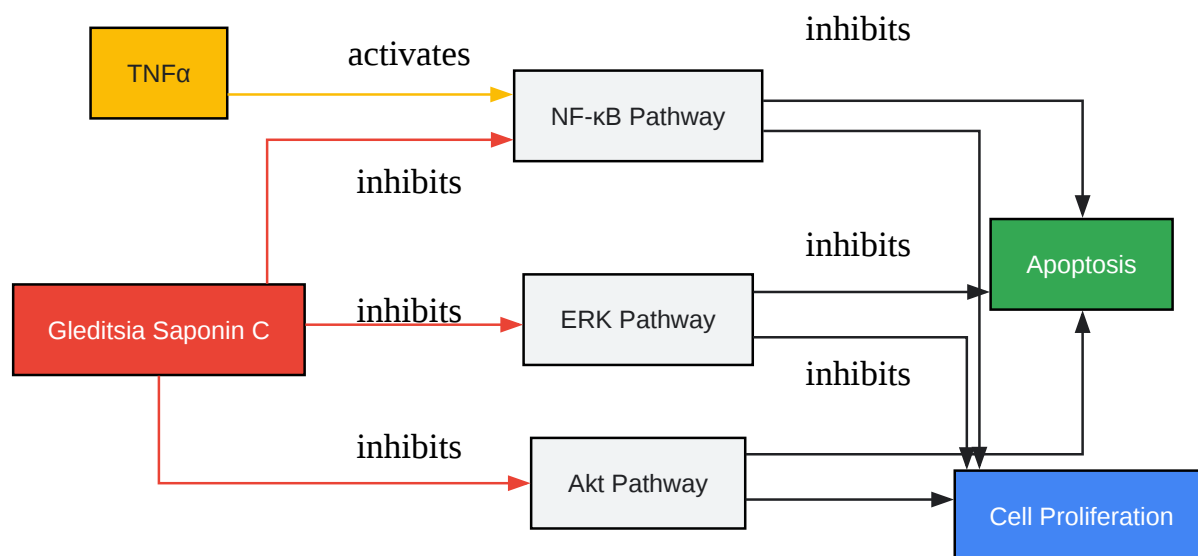 inhibits
activates
TNFα
NF-κB Pathway
inhibits
inhibits
Apoptosis
inhibits
ERK Pathway
Gleditsia Saponin C
inhibits
inhibits
Akt Pathway
Cell Proliferation